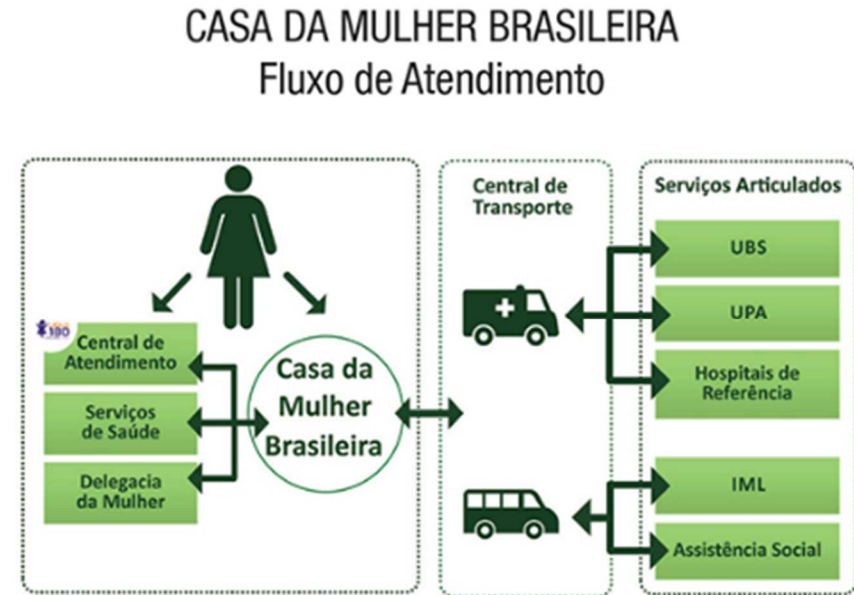 CASA DA MULHER BRASILEIRA
Fluxo de Atendimento
180
Central de
Atendimento
Serviços
de Saúde
Delegacia
da Mulher
Casa da
Mulher
Brasileira
Central de
Transporte
Serviços Articulados
UBS
UPA
Hospitais de
Referência
IML
Assistência Social